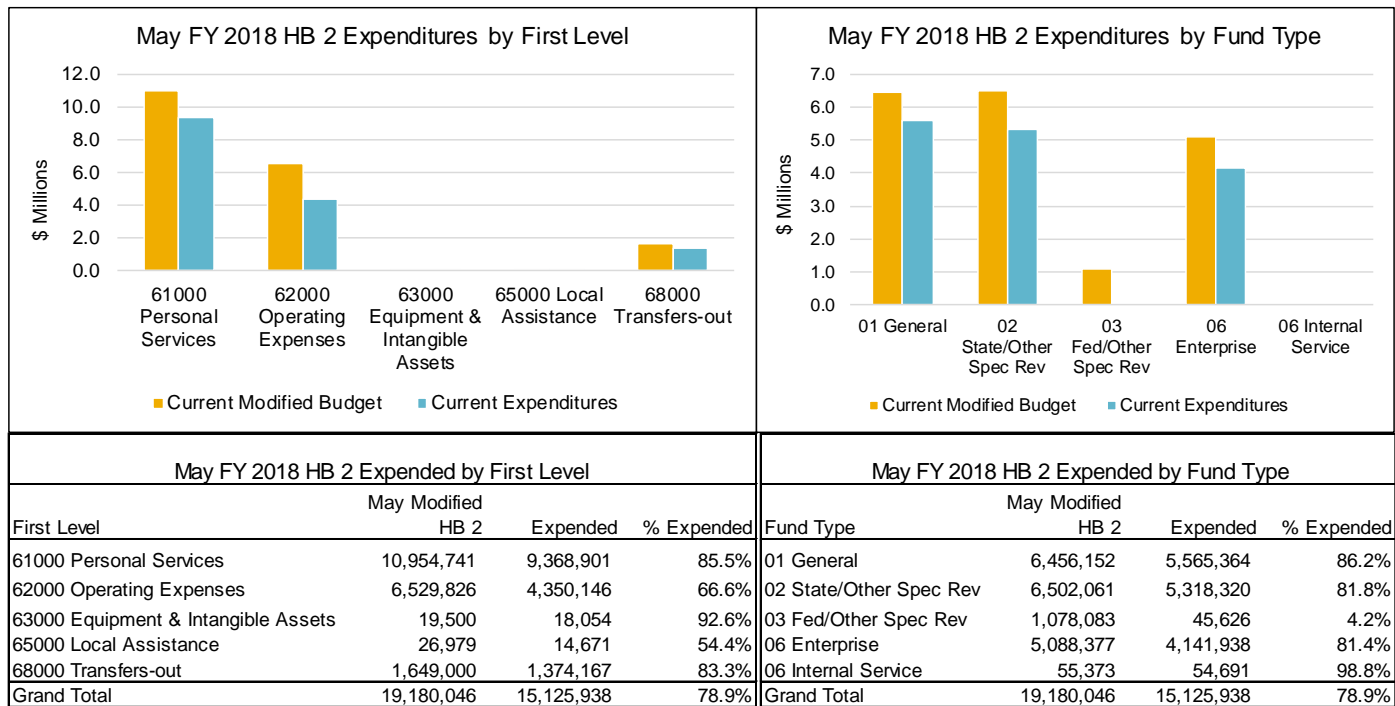 May FY 2018 HB 2 Expenditures by First Level
12.0
10.0
8.0
6.0
4.0
2.0
0.0
$ Millions
61000
Personal
Services
62000
Operating
Expenses
63000
Equipment &
Intangible
Assets
65000 Local
Assistance
68000
Transfers-out
Current Modified Budget Current Expenditures
May FY 2018 HB 2 Expenditures by Fund Type
7.0
6.0
5.0
4.0
3.0
2.0
1.0
0.0
$ Millions
01 General
02
State/Other
Spec Rev
03
Fed/Other
Spec Rev
06
Enterprise
06 Internal
Service
Current Modified Budget Current Expenditures
May FY 2018 HB 2 Expended by First Level
May Modified
First Level HB 2 Expended % Expended
61000 Personal Services 10,954,741 9,368,901 85.5%
62000 Operating Expenses 6,529,826 4,350,146 66.6%
63000 Equipment & Intangible Assets 19,500 18,054 92.6%
65000 Local Assistance 26,979 14,671 54.4%
68000 Transfers-out 1,649,000 1,374,167 83.3%
Grand Total 19,180,046 15,125,938 78.9%
May FY 2018 HB 2 Expended by Fund Type
May Modified
Fund Type HB 2 Expended % Expended
01 General 6,456,152 5,565,364 86.2%
02 State/Other Spec Rev 6,502,061 5,318,320 81.8%
03 Fed/Other Spec Rev 1,078,083 45,626 4.2%
06 Enterprise 5,088,377 4,141,938 81.4%
06 Internal Service 55,373 54,691 98.8%
Grand Total 19,180,046 15,125,938 78.9%